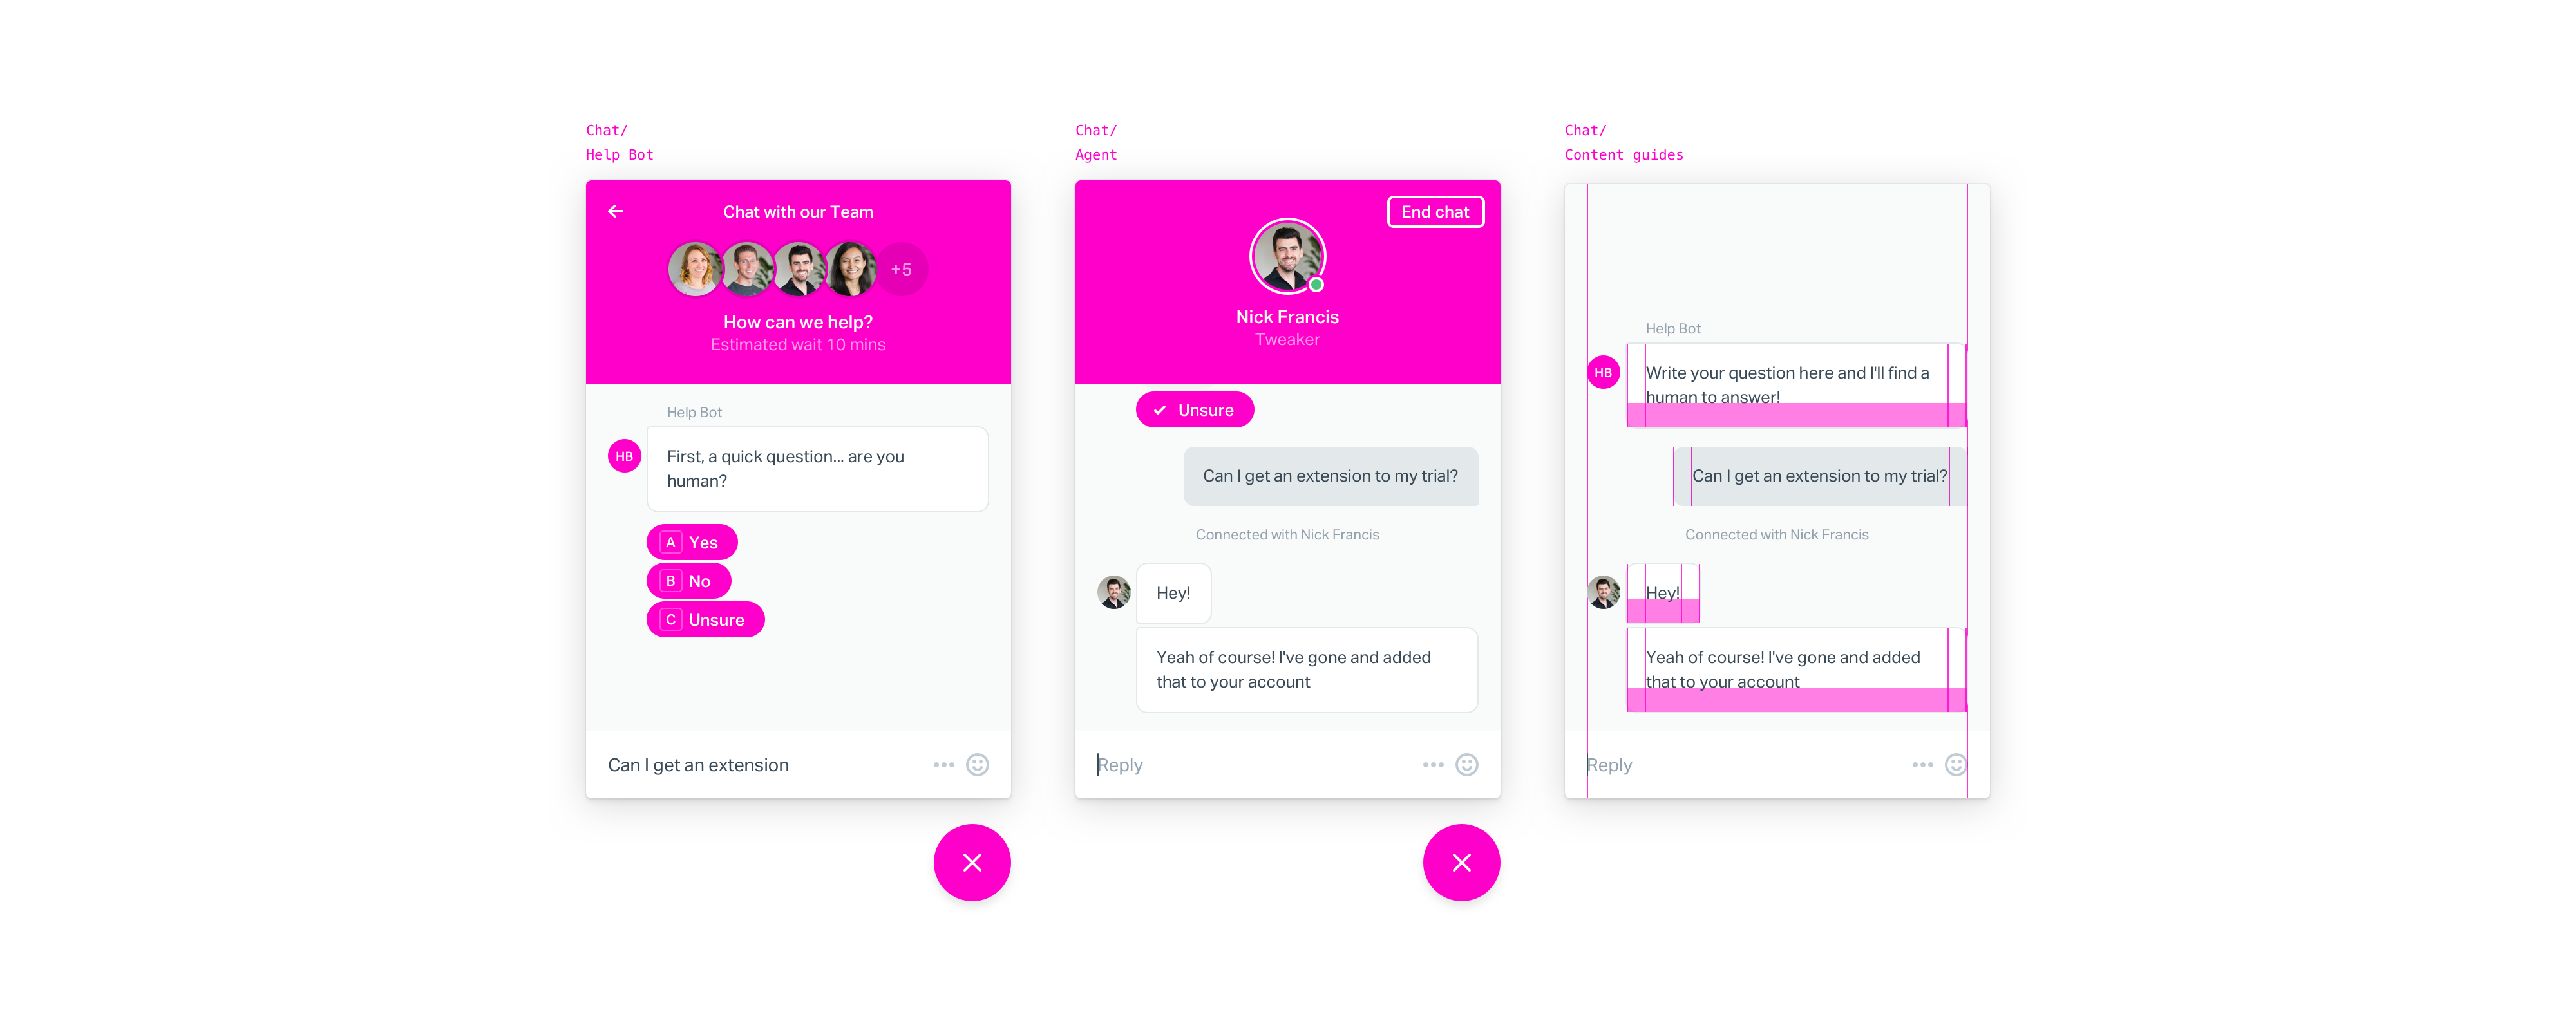 Chat/
Help Bot
Chat with our Team
+5
How can we help?
Estimated wait 10 mins
Help Bot
HB
First, a quick question... are you
human?
A Yes
B No
C Unsure
Can I get an extension
Chat/
Agent
End chat
Nick Francis
Tweaker
Unsure
Can I get an extension to my trial?
Connected with Nick Francis
Hey!
Yeah of course! I've gone and added
that to your account
Reply
Chat/
Content guides
Help Bot
HB
Write your question here and I'll find a
human to answer!
Can I get an extension to my trial?
Connected with Nick Francis
Hey!
Yeah of course! I've gone and added
that to your account
Reply